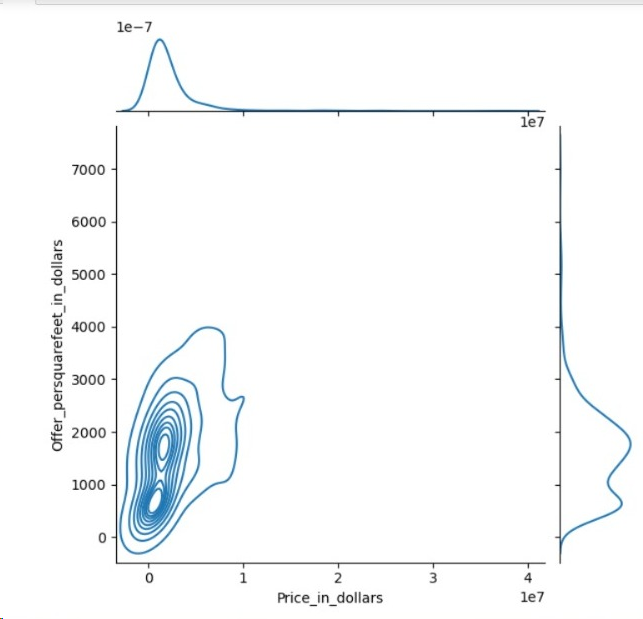 1e−7
1e7
7000
6000
5000
4000
3000
2000
1000
0
Offer_persquarefeet_in_dollars
0 1 2 3 4
1e7
Price_in_dollars